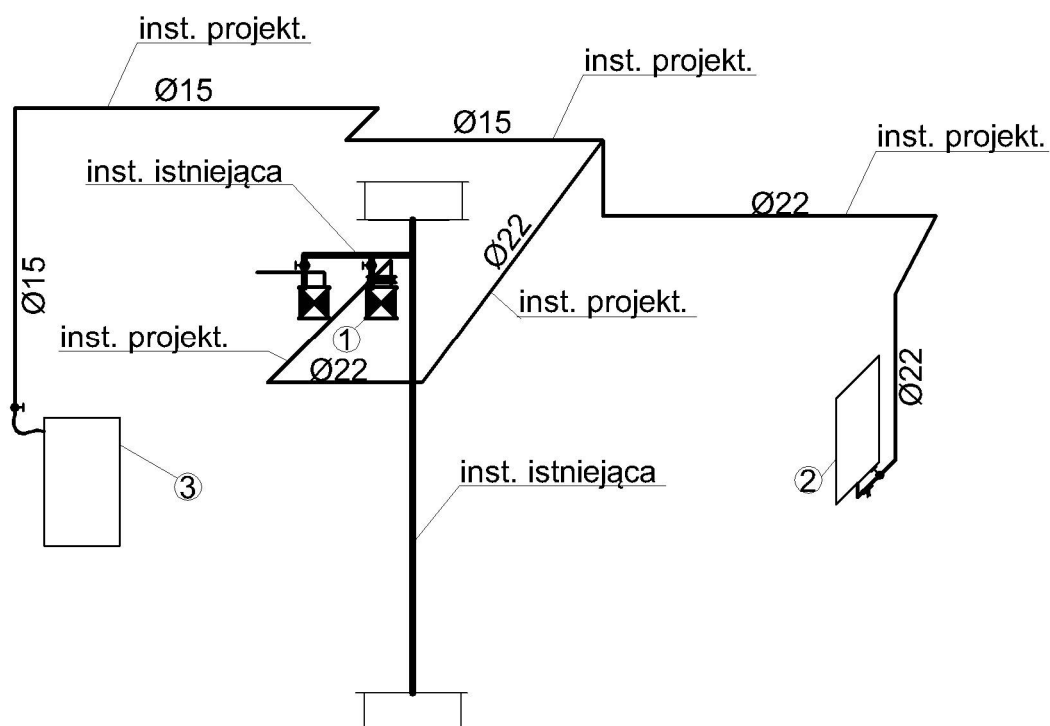 inst. projekt.
Ø15
inst. projekt.
Ø15
inst. projekt.
inst. istniejąca
Ø22
Ø22
Ø15
inst. projekt.
inst. projekt.
1
Ø22
Ø22
inst. istniejąca
3
2